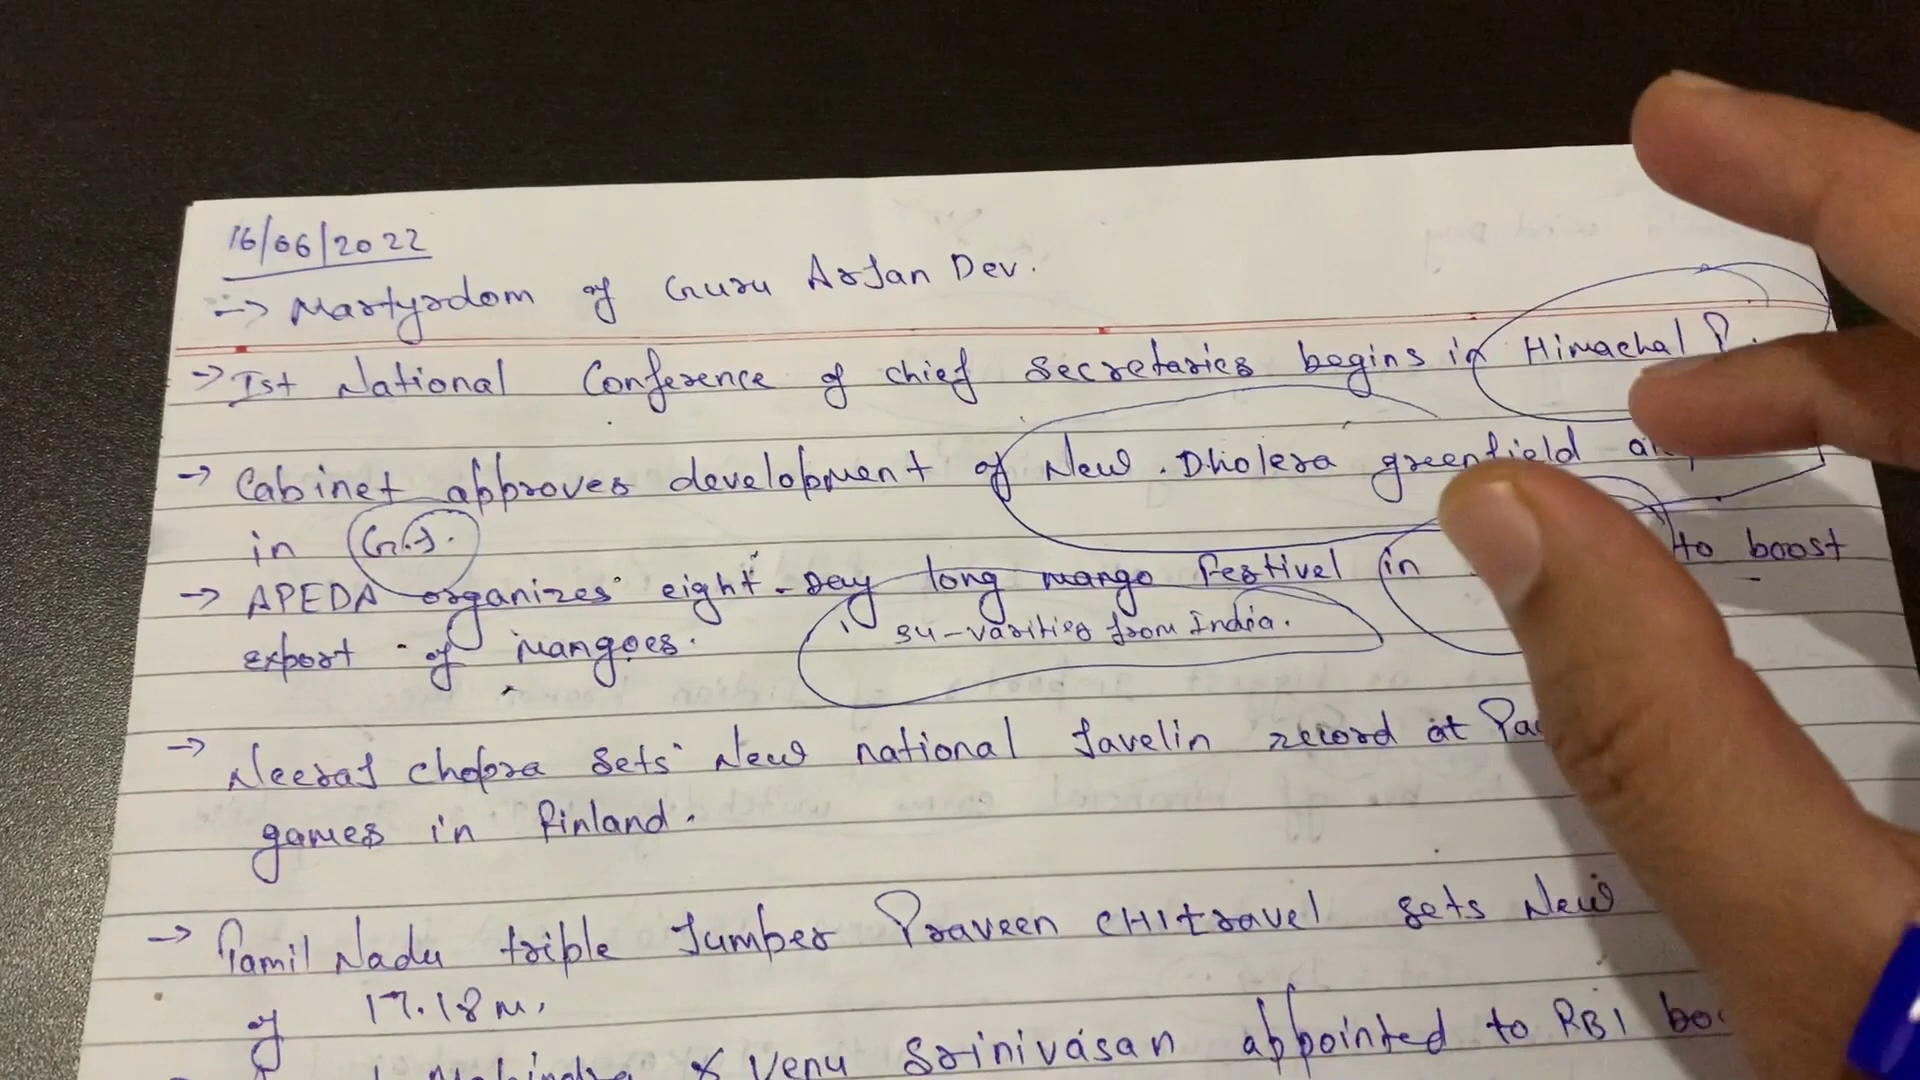 16/06/2022
→ Martyrdom of Guru Arjan Dev.
→ Ist National Conference of chief secretaries begins in Himachal P.
→ Cabinet approves development of New Dholera greenfield
in Guj.
→ APEDA organizes eight-Day long mango festivel in to boost
export of Mangoes. 34-varities from India.
→ Neeraj chopra sets New national Javelin record at
games in finland.
→ Tamil Nadu triple Jumper Praveen CHitravel sets New
of 17.18m.
Mahindra & Venu Srinivasan appointed to RBI